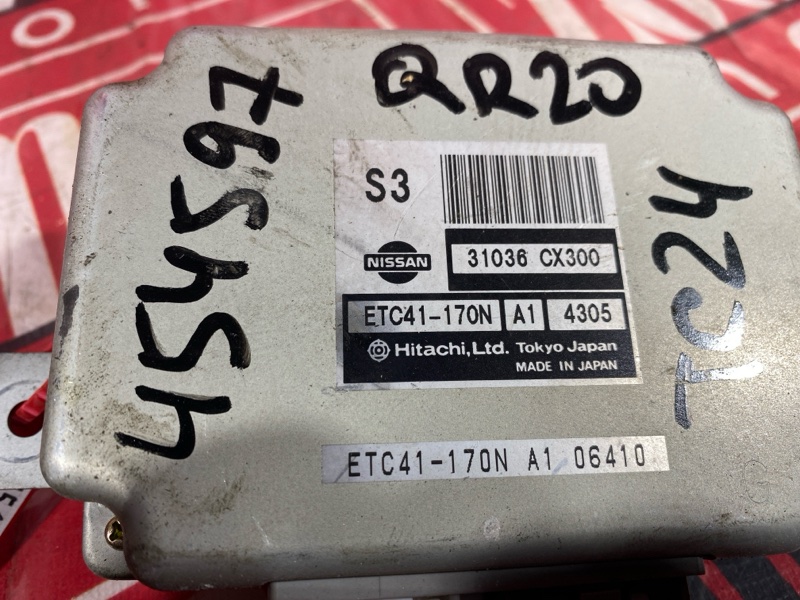 QR20
454597
TC24
S3
NISSAN
31036 CX300
ETC41-170N A1 4305
Hitachi, Ltd. Tokyo Japan
MADE IN JAPAN
ETC41-170N A1 06410